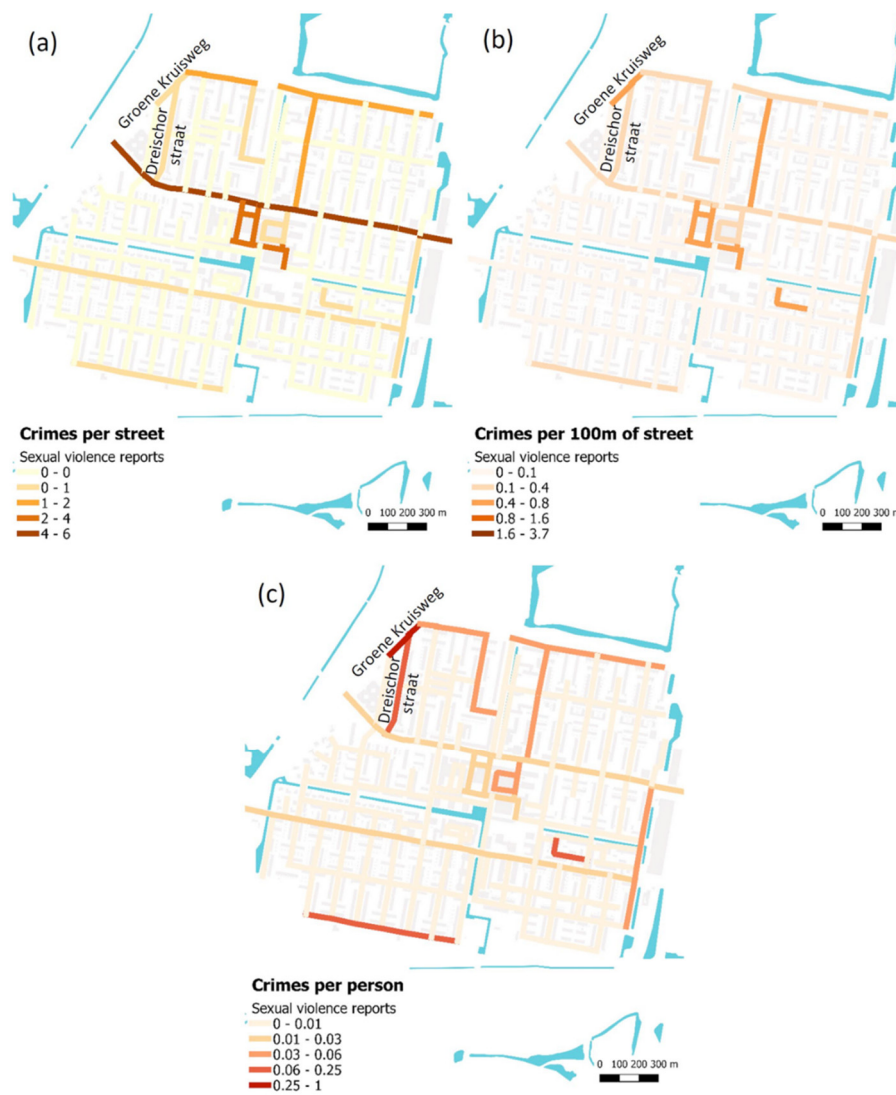 (a)
Groene Kruisweg
Dreischor
straat
Crimes per street
Sexual violence reports
0 - 0
0 - 1
1 - 2
2 - 4
4 - 6
0 100 200 300 m
(b)
Groene Kruisweg
Dreischor
straat
Crimes per 100m of street
Sexual violence reports
0 - 0.1
0.1 - 0.4
0.4 - 0.8
0.8 - 1.6
1.6 - 3.7
0 100 200 300 m
(c)
Groene Kruisweg
Dreischor
straat
Crimes per person
Sexual violence reports
0 - 0.01
0.01 - 0.03
0.03 - 0.06
0.06 - 0.25
0.25 - 1
0 100 200 300 m